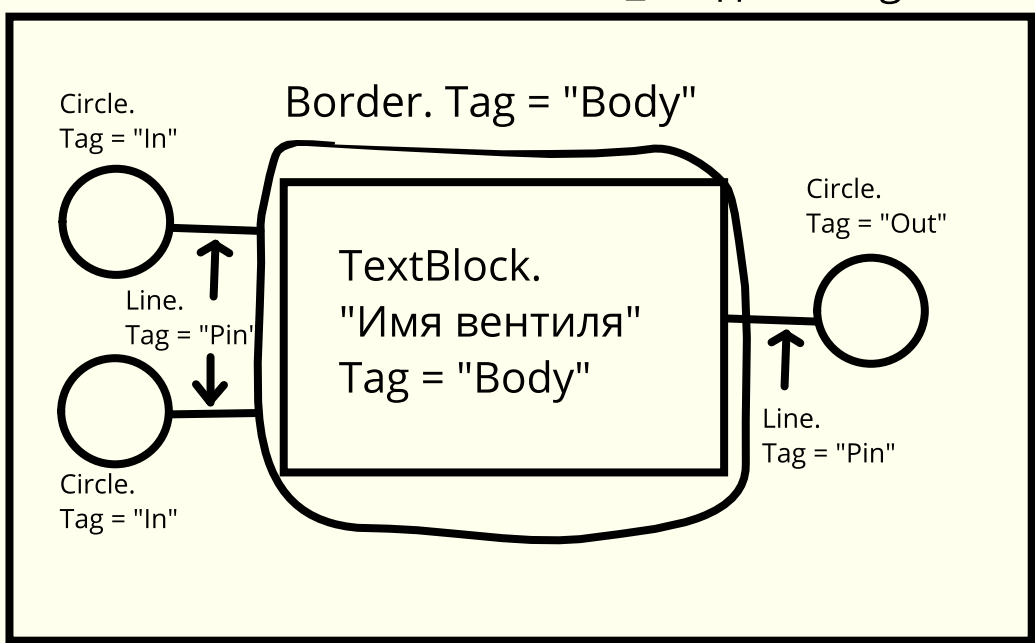 Border. Tag = "Body"
Circle.
Tag = "In"
Circle.
Tag = "Out"
TextBlock.
"Имя вентиля"
Tag = "Body"
Line.
Tag = "Pin"
Line.
Tag = "Pin"
Circle.
Tag = "In"